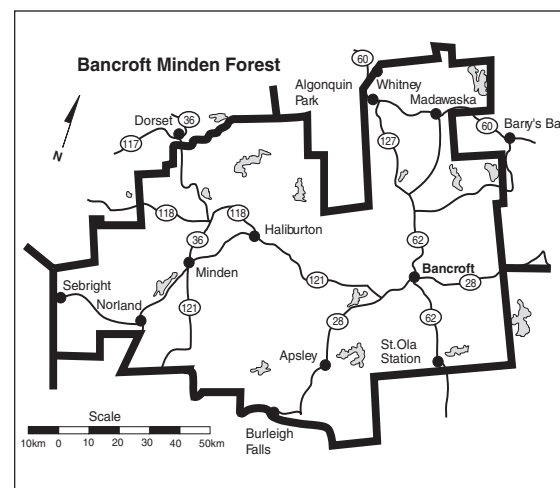 Bancroft Minden Forest
60
Algonquin
Park
Whitney
Madawaska
Dorset
36
117
N
60
Barry's Ba
127
118
118
36
Haliburton
62
Minden
Bancroft
121
28
Sebright
Norland
121
28
62
Apsley
St.Ola
Station
Scale
10km 0 10 20 30 40 50km
Burleigh
Falls